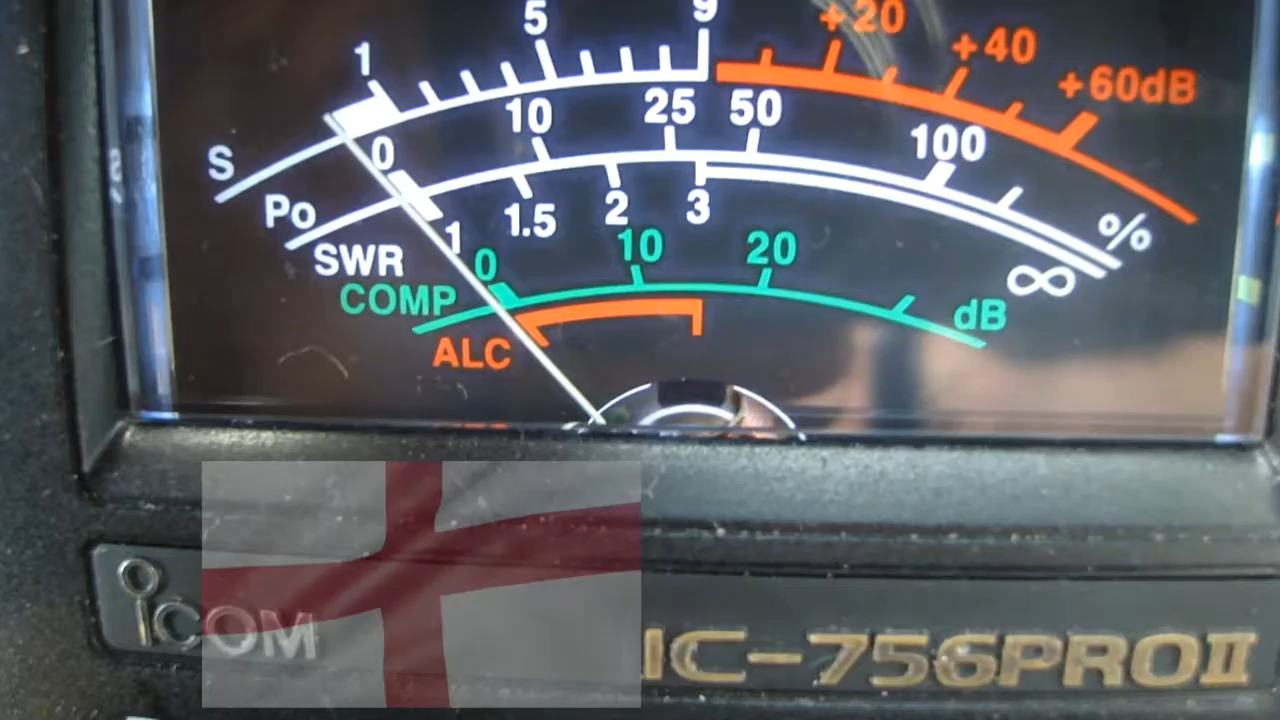 1 5 9 +20 +40 +60dB
S
0 10 25 50 100 %
Po
1 1.5 2 3 ∞
SWR
0 10 20 dB
COMP
ALC
iCOM IC-756PROII